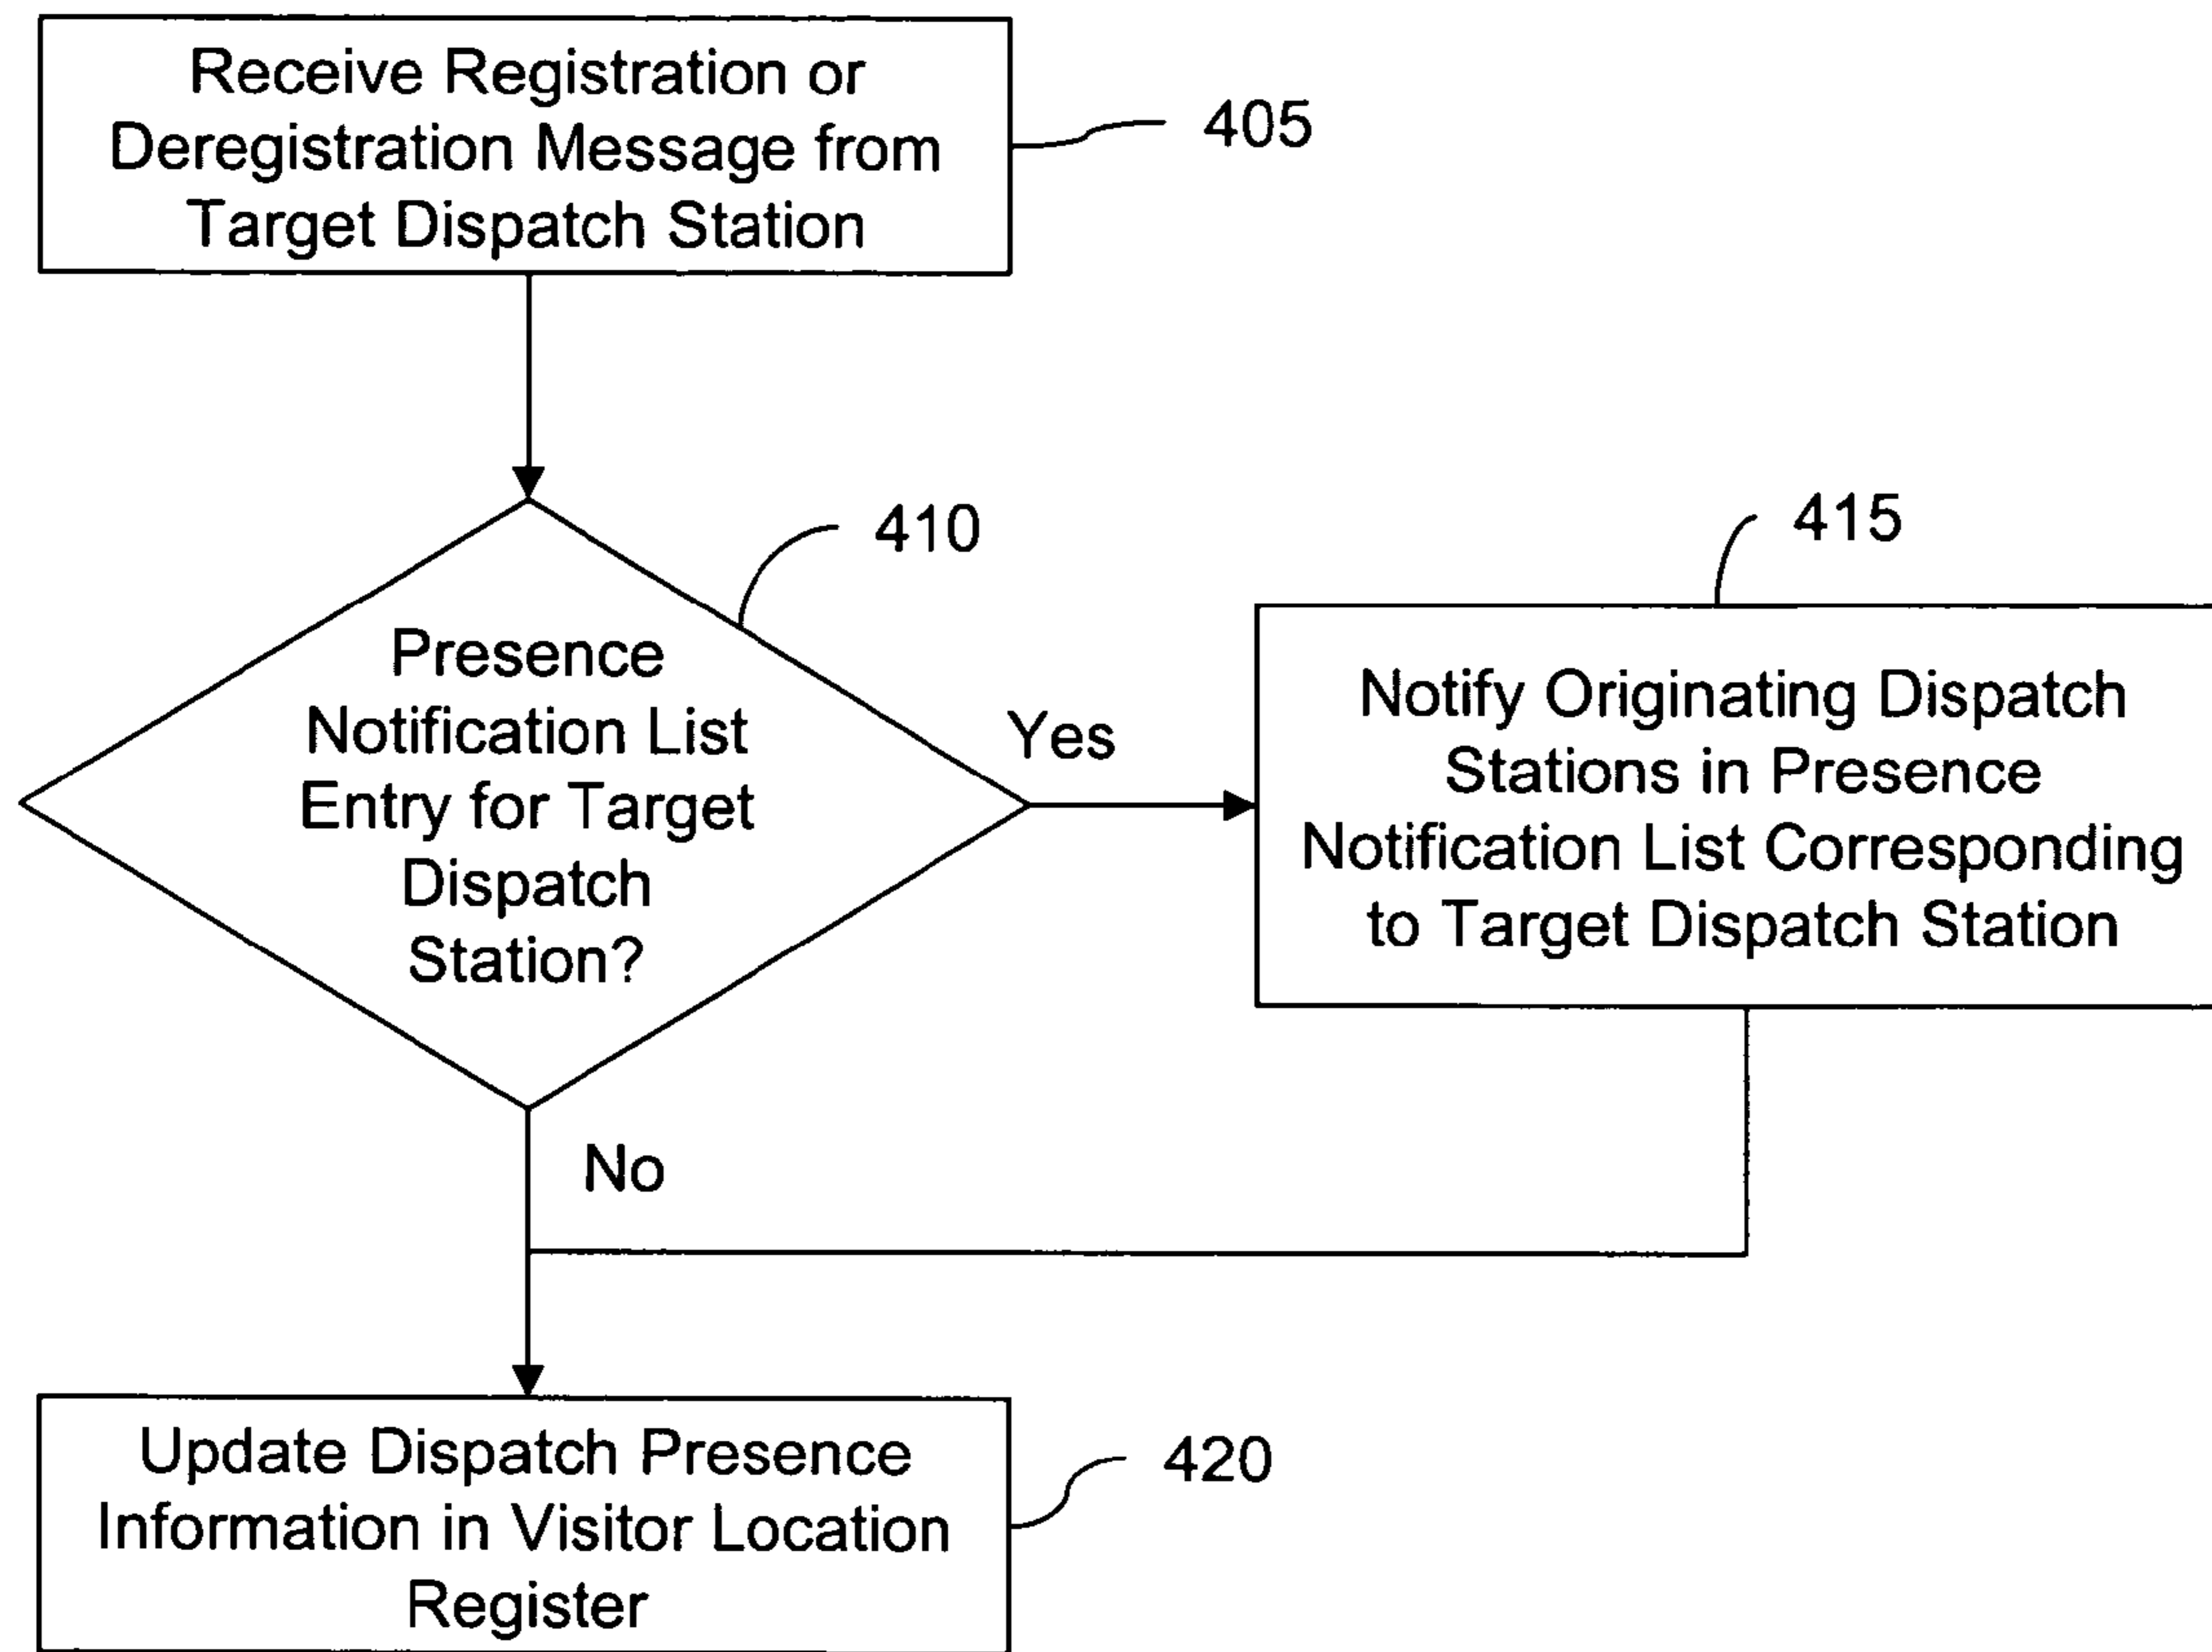 Receive Registration or
Deregistration Message from
Target Dispatch Station
405
410
Presence
Notification List
Entry for Target
Dispatch
Station?
Yes
415
Notify Originating Dispatch
Stations in Presence
Notification List Corresponding
to Target Dispatch Station
No
Update Dispatch Presence
Information in Visitor Location
Register
420